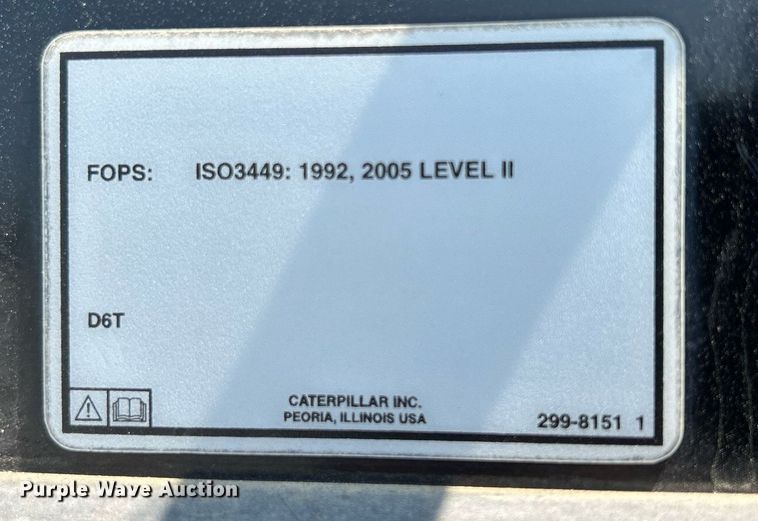 FOPS: ISO3449: 1992, 2005 LEVEL II
D6T
CATERPILLAR INC.
PEORIA, ILLINOIS USA
299-8151 1
Purple Wave Auction